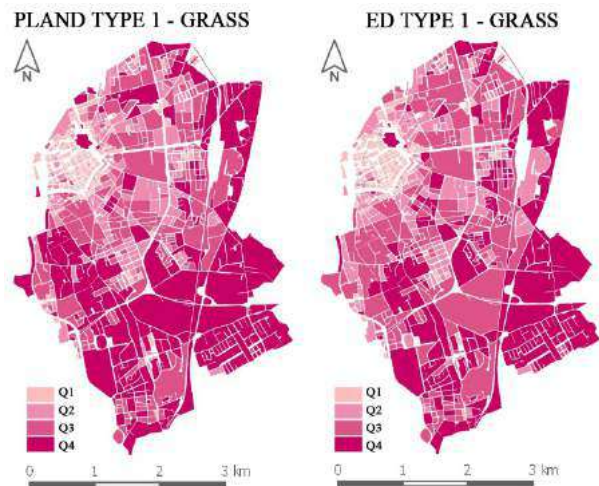 PLAND TYPE 1 - GRASS
N
Q1
Q2
Q3
Q4
0 1 2 3 km
ED TYPE 1 - GRASS
N
Q1
Q2
Q3
Q4
0 1 2 3 km